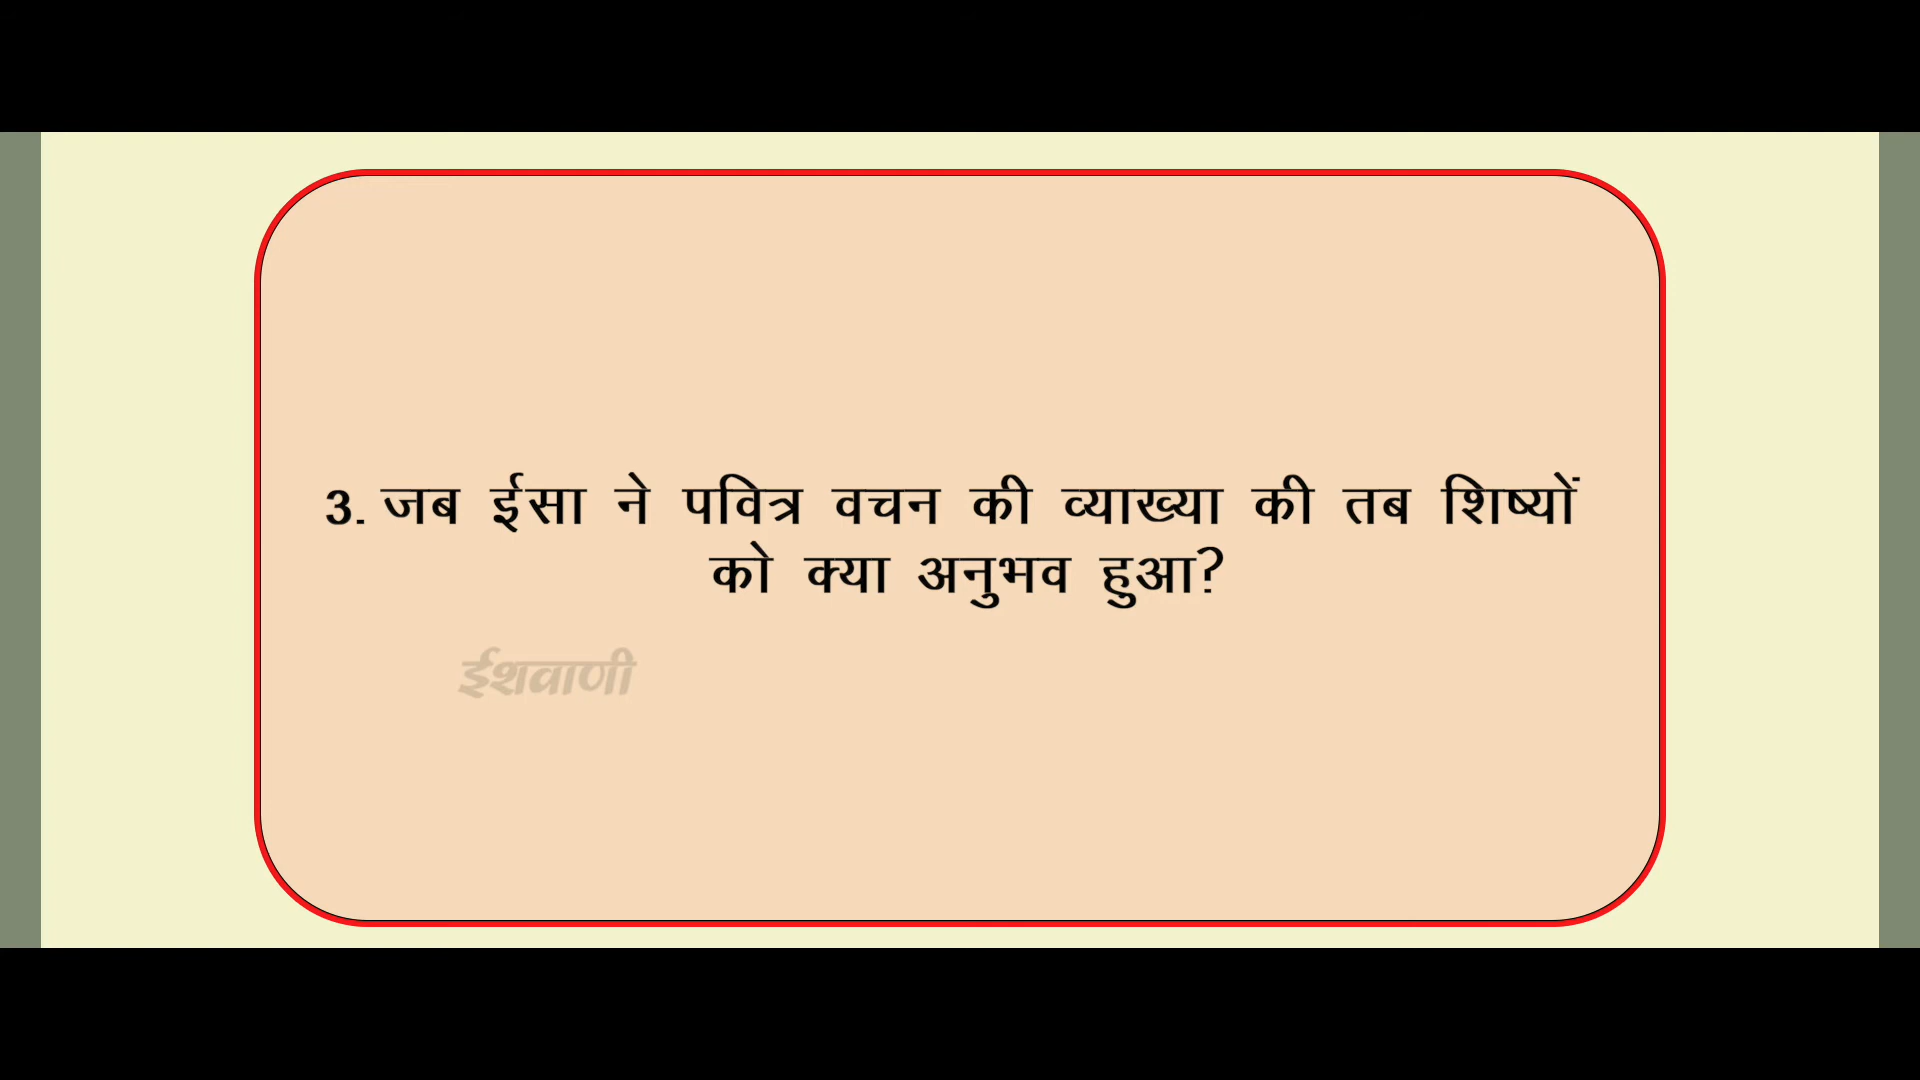 3. जब ईसा ने पवित्र वचन की व्याख्या की तब शिष्यों
को क्या अनुभव हुआ?
ईशवाणी